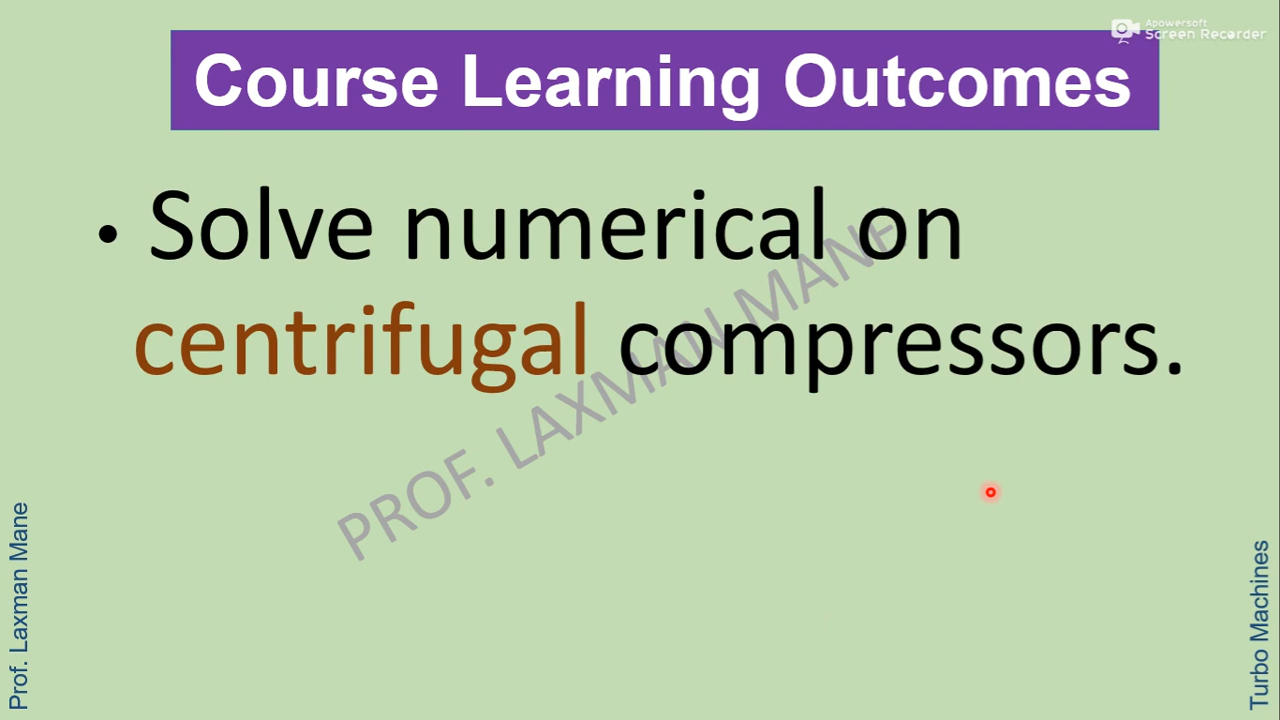 Apowersoft
Screen Recorder
Course Learning Outcomes
• Solve numerical on
centrifugal compressors.
PROF. LAXMAN MANE
Prof. Laxman Mane
Turbo Machines